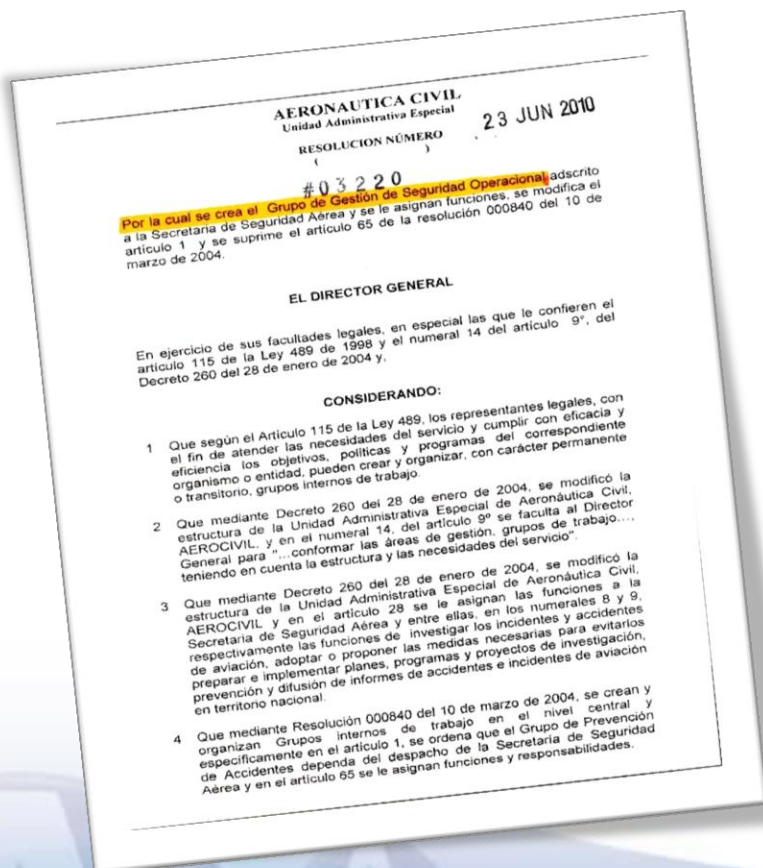 AERONAUTICA CIVIL
Unidad Administrativa Especial
RESOLUCION NÚMERO
23 JUN 2010
( )
#03220
Por la cual se crea el Grupo de Gestión de Seguridad Operacional adscrito
a la Secretaria de Seguridad Aérea y se le asignan funciones, se modifica el
artículo 1 y se suprime el artículo 65 de la resolución 000840 del 10 de
marzo de 2004.
EL DIRECTOR GENERAL
En ejercicio de sus facultades legales, en especial las que le confieren el
artículo 115 de la Ley 489 de 1998 y el numeral 14 del artículo 9°, del
Decreto 260 del 28 de enero de 2004 y,
CONSIDERANDO:
1 Que según el Articulo 115 de la Ley 489, los representantes legales, con
el fin de atender las necesidades del servicio y cumplir con eficacia y
eficiencia los objetivos, políticas y programas del correspondiente
organismo o entidad, pueden crear y organizar, con carácter permanente
o transitorio, grupos internos de trabajo.
2 Que mediante Decreto 260 del 28 de enero de 2004, se modificó la
estructura de la Unidad Administrativa Especial de Aeronáutica Civil,
AEROCIVIL, y en el numeral 14, del artículo 9º se faculta al Director
General para "...conformar las áreas de gestión, grupos de trabajo...,
teniendo en cuenta la estructura y las necesidades del servicio".
3 Que mediante Decreto 260 del 28 de enero de 2004, se modificó la
estructura de la Unidad Administrativa Especial de Aeronáutica Civil,
AEROCIVIL y en el artículo 28 se le asignan las funciones a la
Secretaria de Seguridad Aérea y entre ellas, en los numerales 8 y 9,
respectivamente las funciones de investigar los incidentes y accidentes
de aviación, adoptar o proponer las medidas necesarias para evitarlos
preparar e implementar planes, programas y proyectos de investigación,
prevención y difusión de informes de accidentes e incidentes de aviación
en territorio nacional.
4 Que mediante Resolución 000840 del 10 de marzo de 2004, se crean y
organizan Grupos internos de trabajo en el nivel central y
específicamente en el artículo 1, se ordena que el Grupo de Prevención
de Accidentes dependa del despacho de la Secretaría de Seguridad
Aérea y en el artículo 65 se le asignan funciones y responsabilidades.